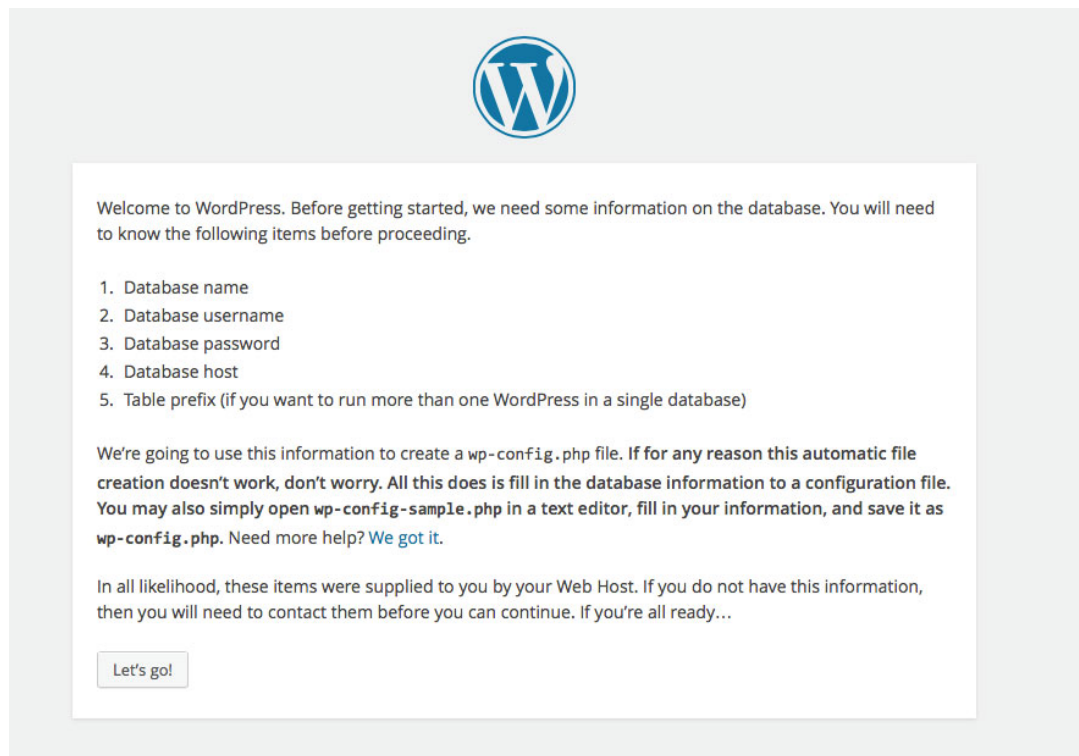 Welcome to WordPress. Before getting started, we need some information on the database. You will need
to know the following items before proceeding.
1. Database name
2. Database username
3. Database password
4. Database host
5. Table prefix (if you want to run more than one WordPress in a single database)
We’re going to use this information to create a wp-config.php file. If for any reason this automatic file
creation doesn’t work, don’t worry. All this does is fill in the database information to a configuration file.
You may also simply open wp-config-sample.php in a text editor, fill in your information, and save it as
wp-config.php. Need more help? We got it.
In all likelihood, these items were supplied to you by your Web Host. If you do not have this information,
then you will need to contact them before you can continue. If you’re all ready…
Let’s go!